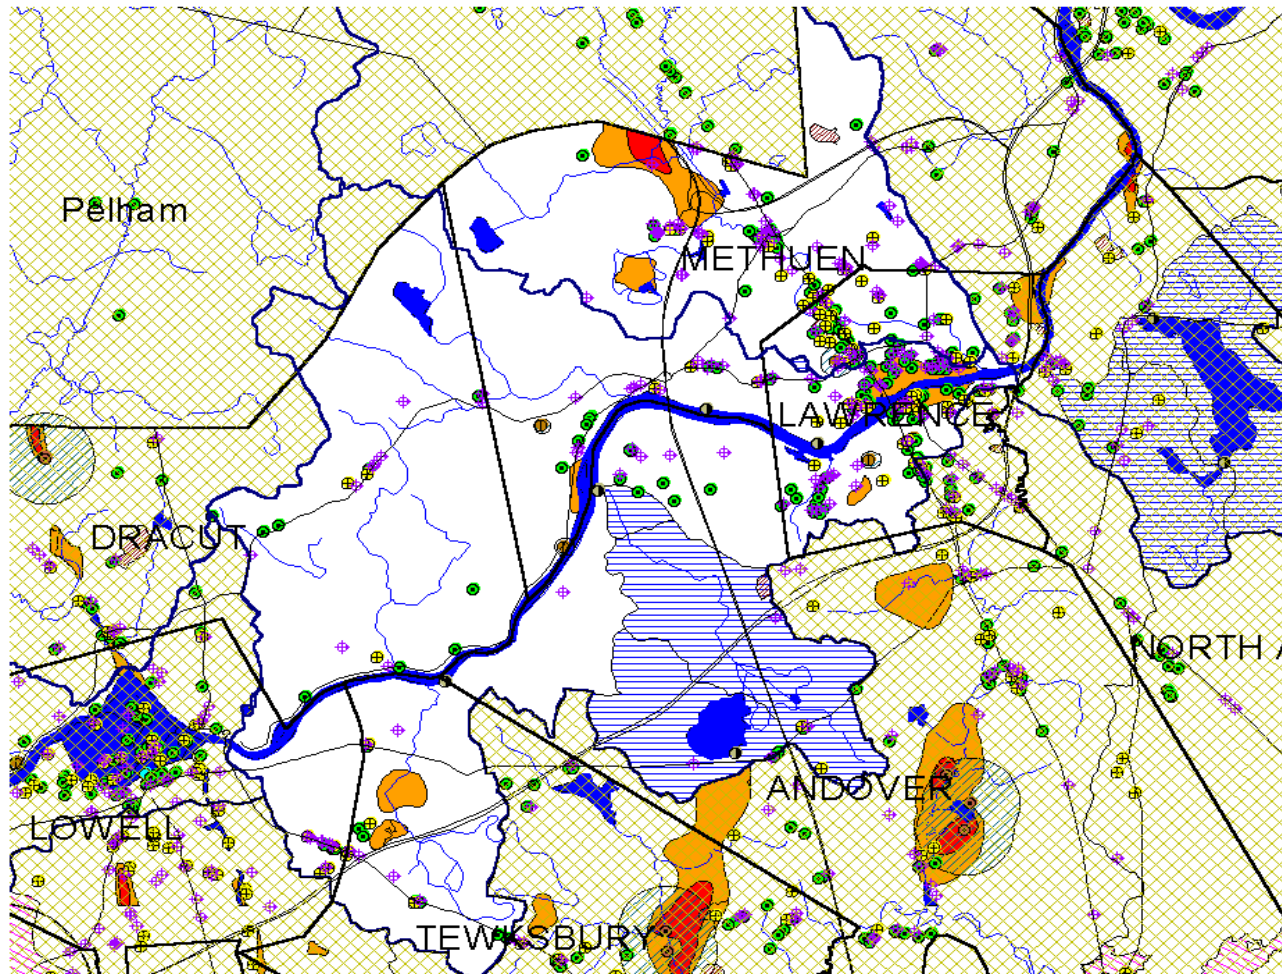 Pelham
METHUEN
LAWRENCE
DRACUT
NORTH A
ANDOVER
LOWELL
TEWKSBURY